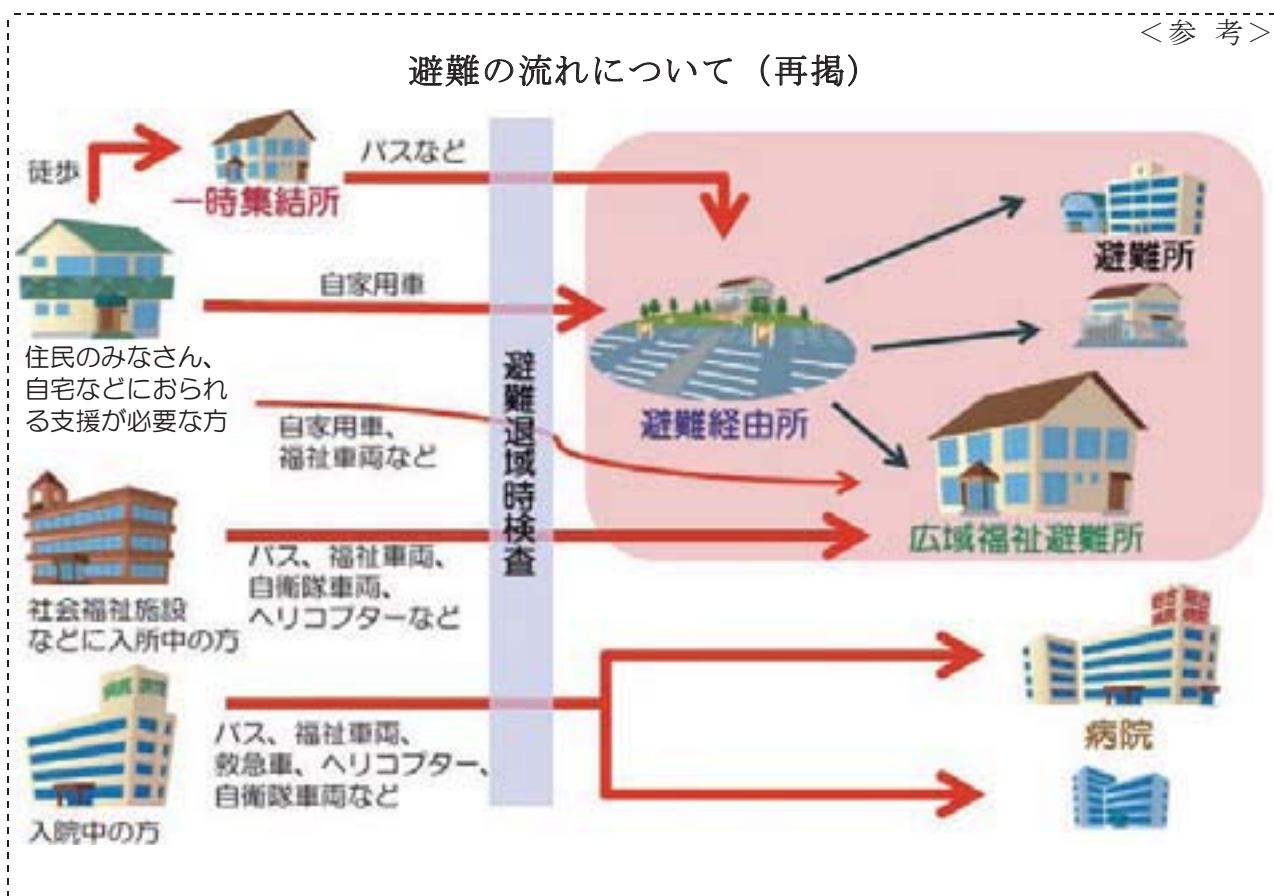 ＜参 考＞
避難の流れについて（再掲）
徒歩
一時集結所
バスなど
避難所
自家用車
住民のみなさん、
自宅などにおられ
る支援が必要な方
避難経由所
自家用車、
福祉車両など
避難退域時検査
広域福祉避難所
社会福祉施設
などに入所中の方
バス、福祉車両、
自衛隊車両、
ヘリコプターなど
病院
入院中の方
バス、福祉車両、
救急車、ヘリコプター、
自衛隊車両など